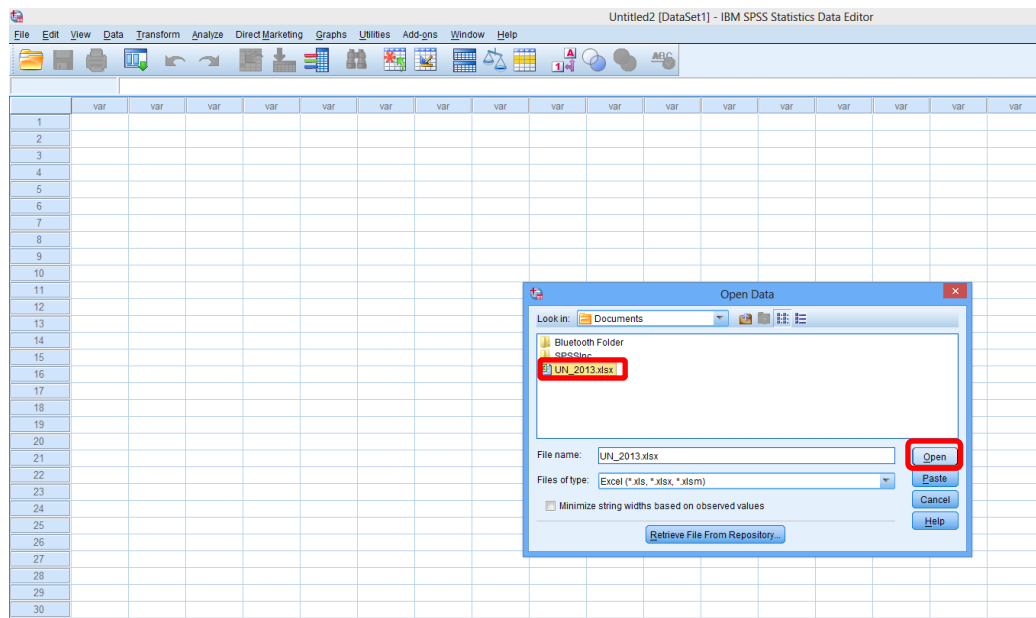 Untitled2 [DataSet1] - IBM SPSS Statistics Data Editor
File Edit View Data Transform Analyze Direct Marketing Graphs Utilities Add-ons Window Help
A
1
ABC
var var var var var var var var var var var var var var var var var
1
2
3
4
5
6
7
8
9
10
11
12
13
14
15
16
17
18
19
20
21
22
23
24
25
26
27
28
29
30
Open Data
Look in: Documents
Bluetooth Folder
SPSSInc
UN_2013.xlsx
File name: UN_2013.xlsx
Open
Files of type: Excel (*.xls, *.xlsx, *.xlsm)
Paste
Minimize string widths based on observed values
Cancel
Help
Retrieve File From Repository...